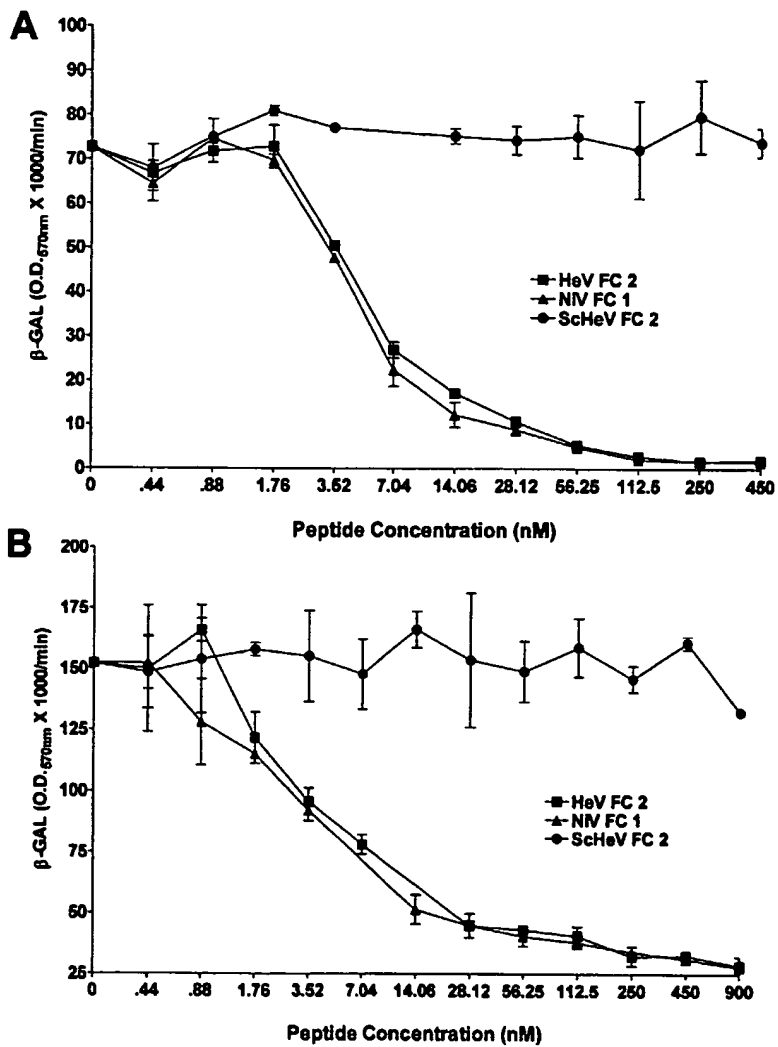 A
100
90
80
70
60
50
40
30
20
10
0
β-GAL (O.D.570nm X 1000/min)
HeV FC 2
NiV FC 1
ScHeV FC 2
0 .44 .88 1.76 3.52 7.04 14.06 28.12 56.25 112.5 250 450
Peptide Concentration (nM)
B
200
175
150
125
100
75
50
25
β-GAL (O.D.570nm X 1000/min)
HeV FC 2
NiV FC 1
ScHeV FC 2
0 .44 .88 1.76 3.52 7.04 14.06 28.12 56.25 112.5 250 450 900
Peptide Concentration (nM)